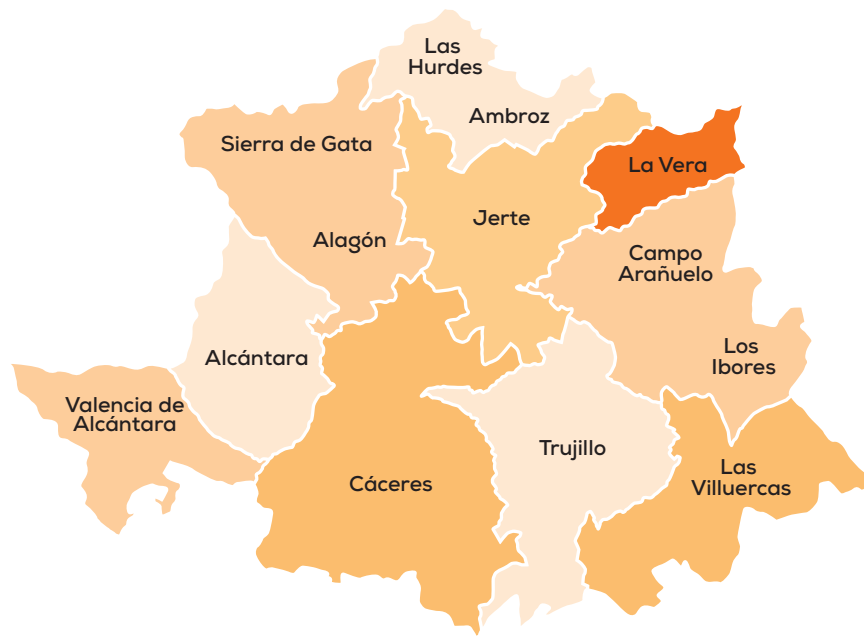 Las
Hurdes
Ambroz
Sierra de Gata
La Vera
Jerte
Alagón
Campo
Arañuelo
Alcántara
Los
Ibores
Valencia de
Alcántara
Trujillo
Cáceres
Las
Villuercas